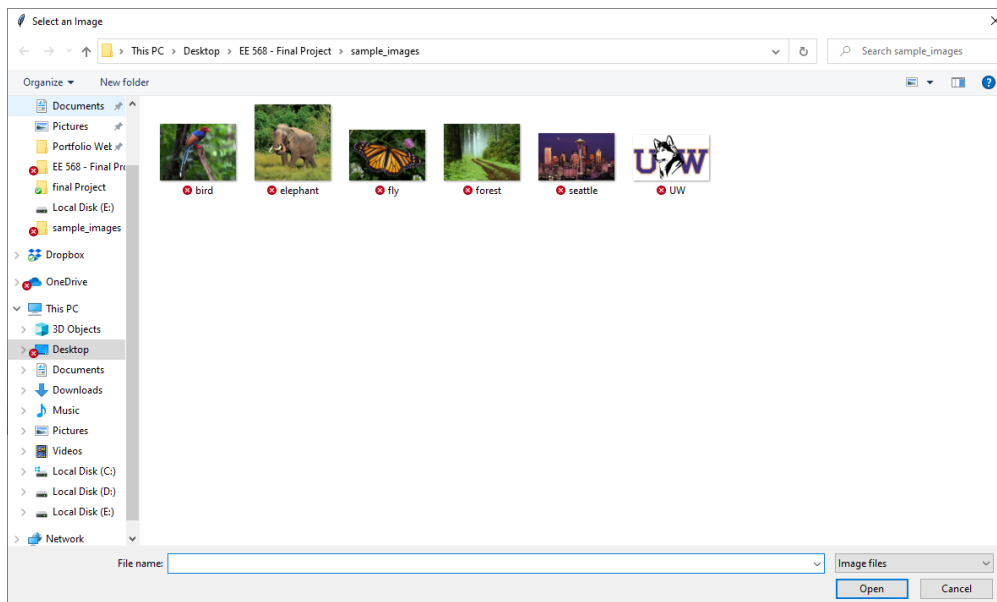 Select an Image
This PC > Desktop > EE 568 - Final Project > sample_images
Search sample_images
Organize
New folder
Documents
Pictures
Portfolio Wel
EE 568 - Final Pro
final Project
Local Disk (E:)
sample_images
Dropbox
OneDrive
This PC
3D Objects
Desktop
Documents
Downloads
Music
Pictures
Videos
Local Disk (C:)
Local Disk (D:)
Local Disk (E:)
Network
U W
bird
elephant
fly
forest
seattle
UW
File name:
Image files
Open
Cancel